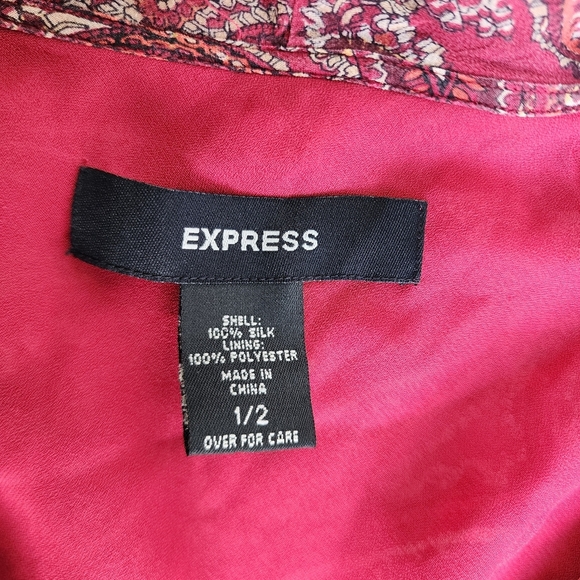 EXPRESS
SHELL:
100% SILK
LINING:
100% POLYESTER
MADE IN
CHINA
1/2
OVER FOR CARE